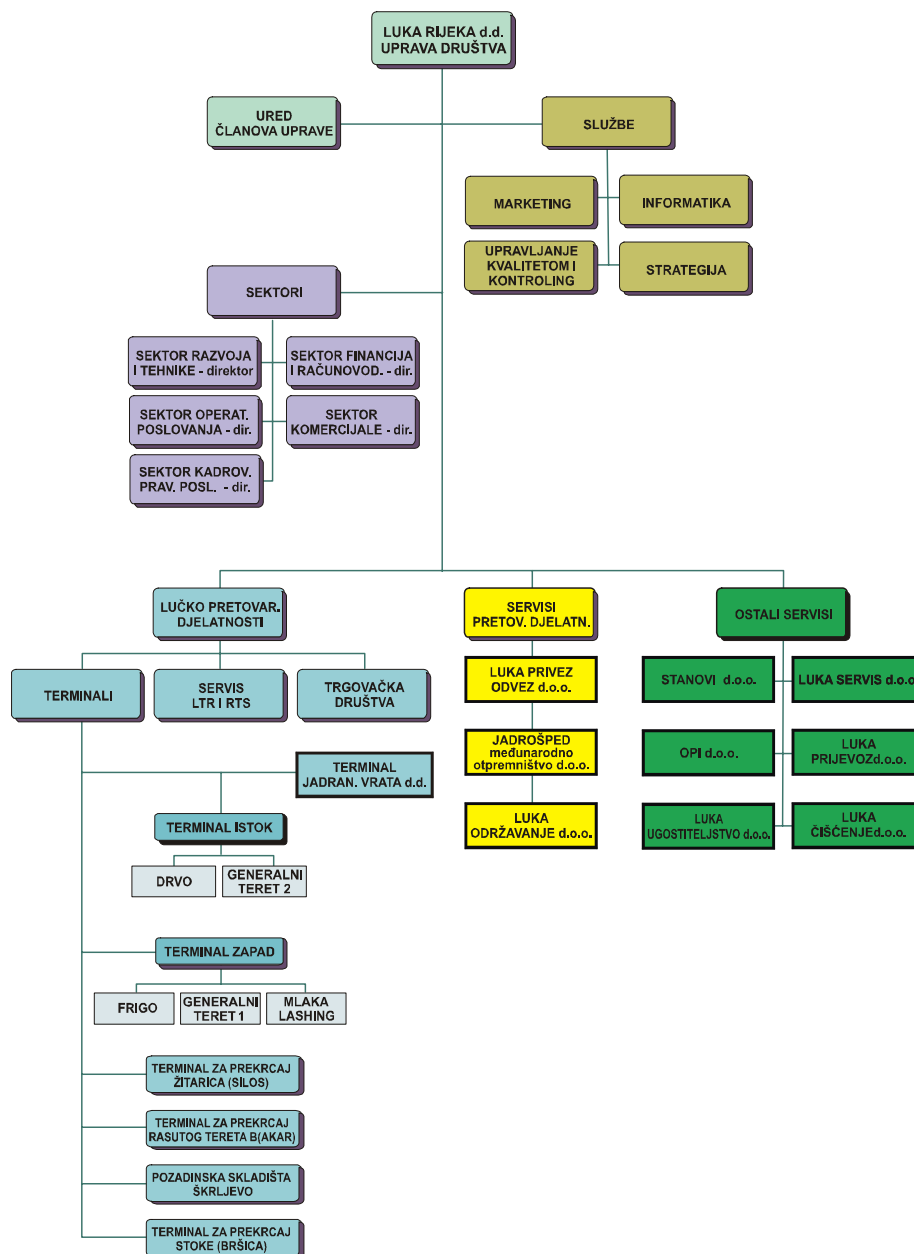 LUKA RIJEKA d.d.
UPRAVA DRUŠTVA
URED
ČLANOVA UPRAVE
SLUŽBE
MARKETING
INFORMATIKA
UPRAVLJANJE
KVALITETOM I
KONTROLING
STRATEGIJA
SEKTORI
SEKTOR RAZVOJA
I TEHNIKE - direktor
SEKTOR FINANCIJA
I RAČUNOVOD. - dir.
SEKTOR OPERAT.
POSLOVANJA - dir.
SEKTOR
KOMERCIJALE - dir.
SEKTOR KADROV.
PRAV. POSL. - dir.
LUČKO PRETOVAR.
DJELATNOSTI
SERVISI
PRETOV. DJELATN.
OSTALI SERVISI
TERMINALI
SERVIS
LTR I RTS
TRGOVAČKA
DRUŠTVA
LUKA PRIVEZ
ODVEZ d.o.o.
STANOVI d.o.o.
LUKA SERVIS d.o.o.
TERMINAL
JADRAN. VRATA d.d.
JADROŠPED
međunarodno
otpremništvo d.o.o.
OPI d.o.o.
LUKA
PRIJEVOZd.o.o.
TERMINAL ISTOK
LUKA
ODRŽAVANJE d.o.o.
LUKA
UGOSTITELJSTVO d.o.o.
LUKA
ČIŠĆENJEd.o.o.
DRVO
GENERALNI
TERET 2
TERMINAL ZAPAD
FRIGO
GENERALNI
TERET 1
MLAKA
LASHING
TERMINAL ZA PREKRCAJ
ŽITARICA (SILOS)
TERMINAL ZA PREKRCAJ
RASUTOG TERETA B(AKAR)
POZADINSKA SKLADIŠTA
ŠKRLJEVO
TERMINAL ZA PREKRCAJ
STOKE (BRŠICA)